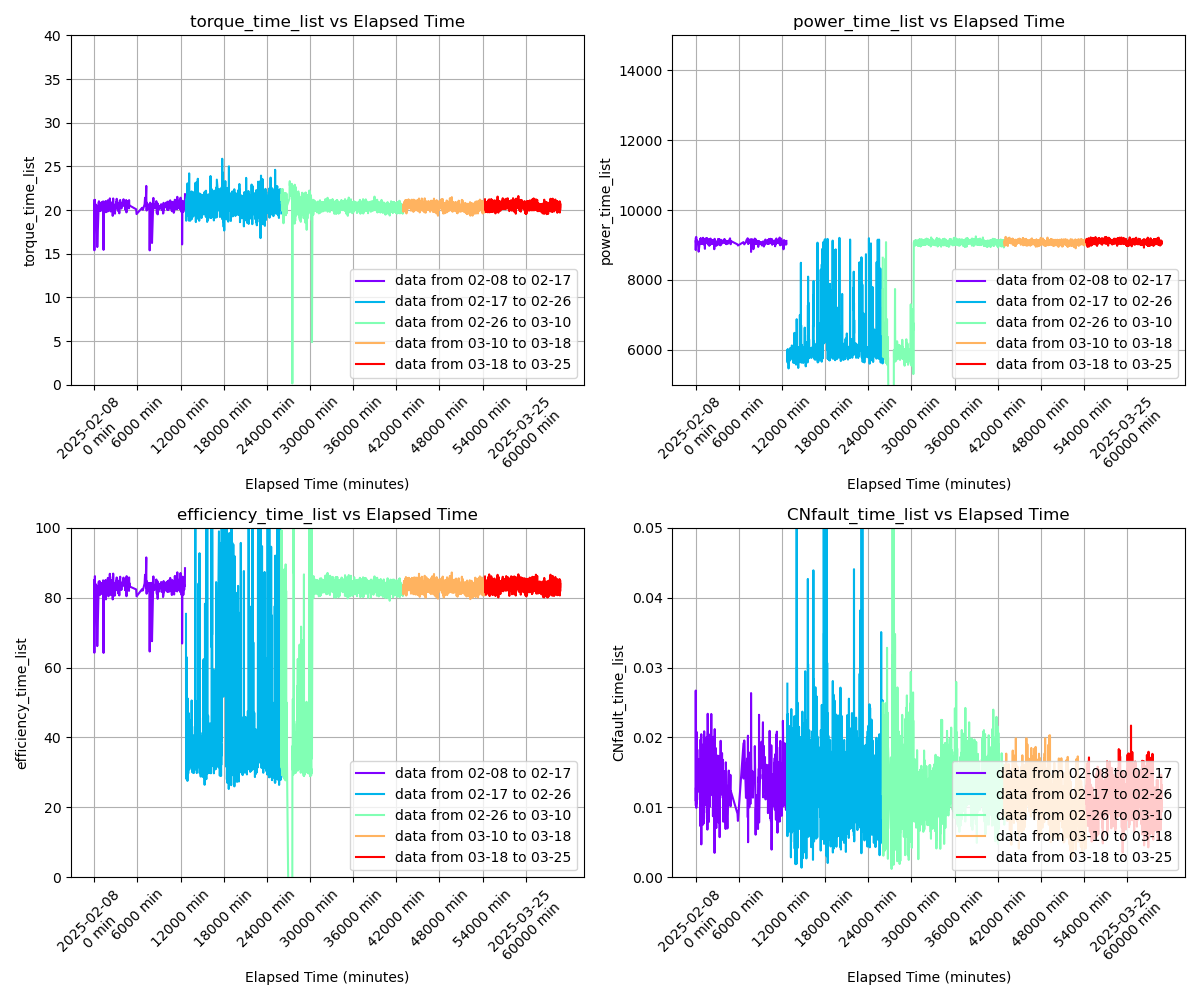 torque_time_list vs Elapsed Time
torque_time_list
40
35
30
25
20
15
10
5
0
data from 02-08 to 02-17
data from 02-17 to 02-26
data from 02-26 to 03-10
data from 03-10 to 03-18
data from 03-18 to 03-25
2025-02-08
0 min
6000 min
12000 min
18000 min
24000 min
30000 min
36000 min
42000 min
48000 min
54000 min
2025-03-25
60000 min
Elapsed Time (minutes)
power_time_list vs Elapsed Time
power_time_list
14000
12000
10000
8000
6000
data from 02-08 to 02-17
data from 02-17 to 02-26
data from 02-26 to 03-10
data from 03-10 to 03-18
data from 03-18 to 03-25
2025-02-08
0 min
6000 min
12000 min
18000 min
24000 min
30000 min
36000 min
42000 min
48000 min
54000 min
2025-03-25
60000 min
Elapsed Time (minutes)
efficiency_time_list vs Elapsed Time
efficiency_time_list
100
80
60
40
20
0
data from 02-08 to 02-17
data from 02-17 to 02-26
data from 02-26 to 03-10
data from 03-10 to 03-18
data from 03-18 to 03-25
2025-02-08
0 min
6000 min
12000 min
18000 min
24000 min
30000 min
36000 min
42000 min
48000 min
54000 min
2025-03-25
60000 min
Elapsed Time (minutes)
CNfault_time_list vs Elapsed Time
CNfault_time_list
0.05
0.04
0.03
0.02
0.01
0.00
data from 02-08 to 02-17
data from 02-17 to 02-26
data from 02-26 to 03-10
data from 03-10 to 03-18
data from 03-18 to 03-25
2025-02-08
0 min
6000 min
12000 min
18000 min
24000 min
30000 min
36000 min
42000 min
48000 min
54000 min
2025-03-25
60000 min
Elapsed Time (minutes)